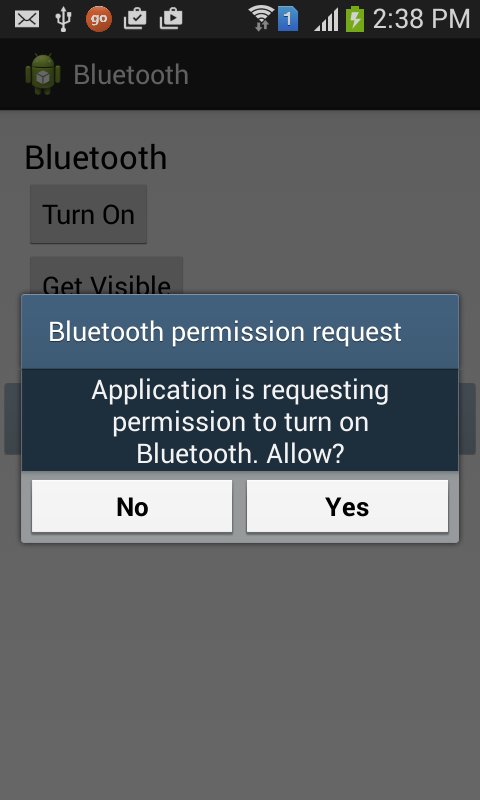 go
1
2:38 PM
Bluetooth
Bluetooth
Turn On
Get Visible
Bluetooth permission request
Application is requesting
permission to turn on
Bluetooth. Allow?
No
Yes